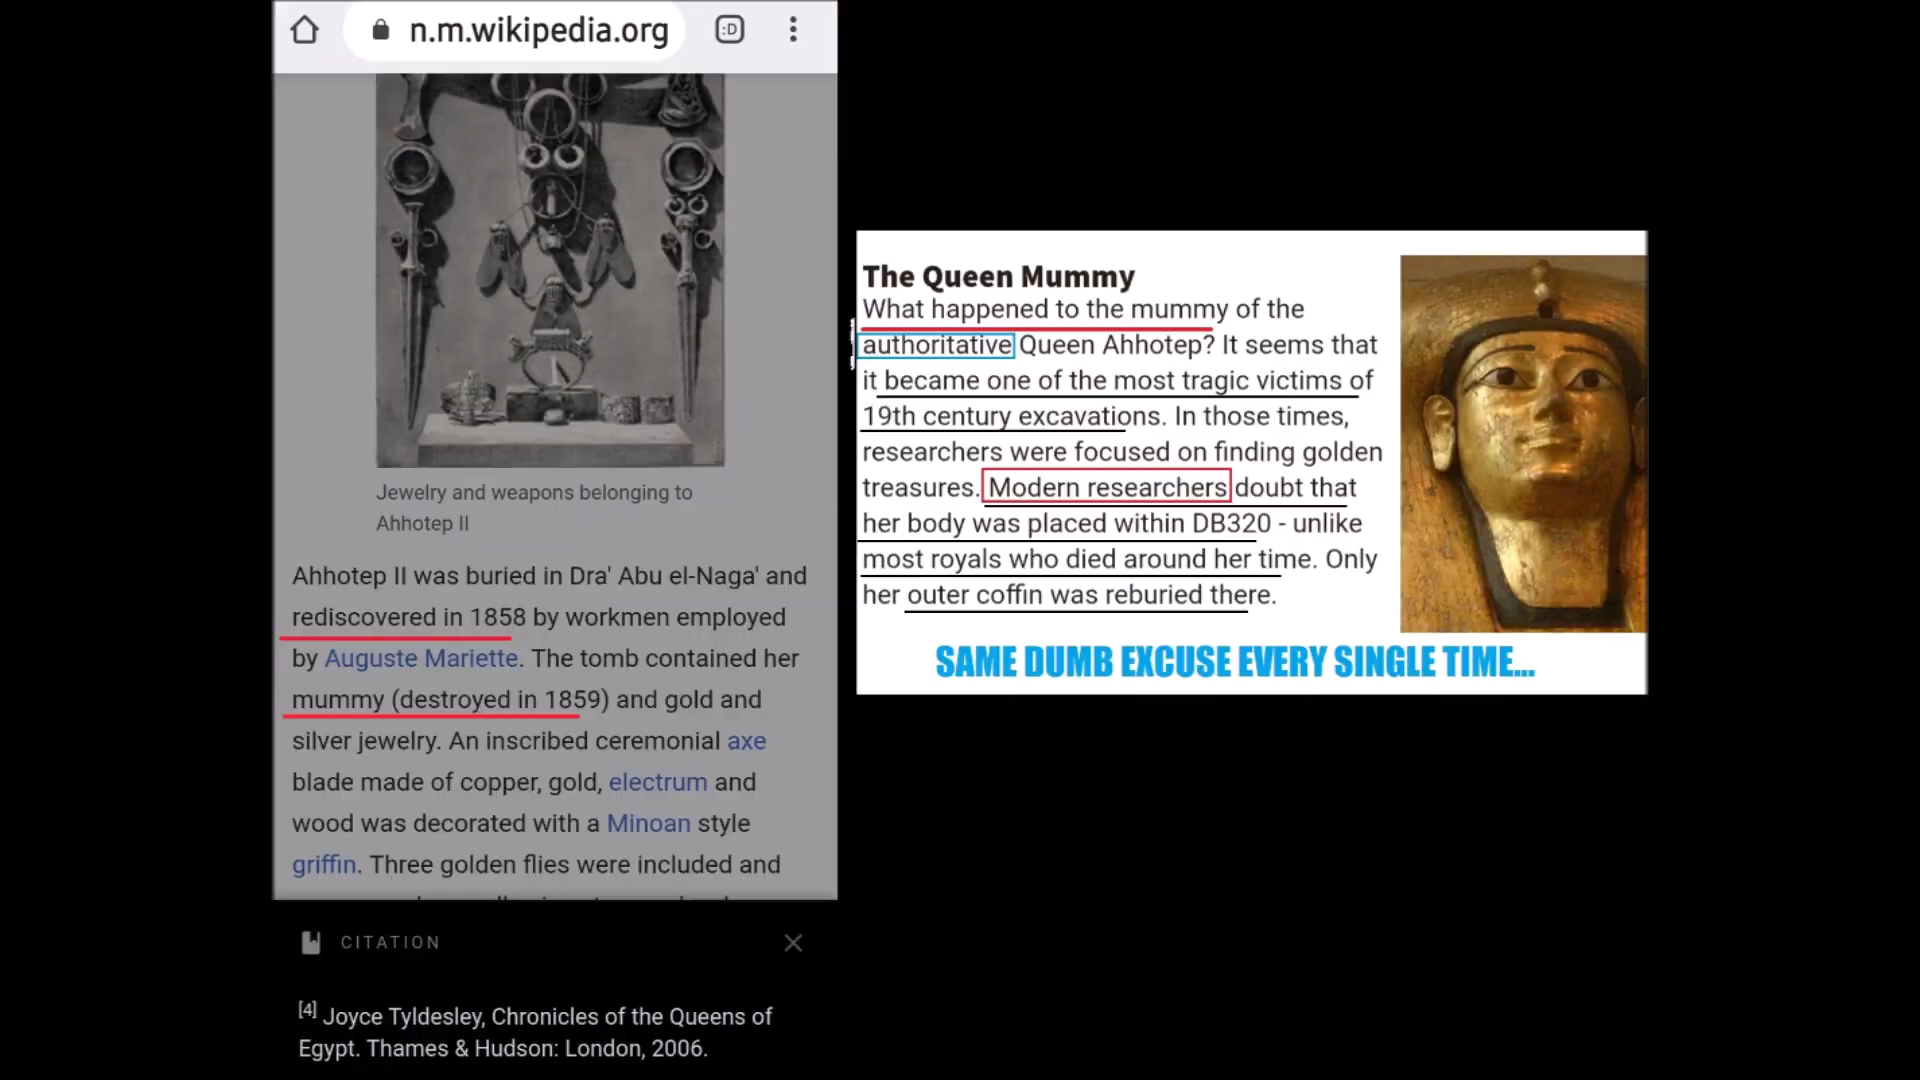 n.m.wikipedia.org
:D
Jewelry and weapons belonging to
Ahhotep II
Ahhotep II was buried in Dra' Abu el-Naga' and
rediscovered in 1858 by workmen employed
by Auguste Mariette. The tomb contained her
mummy (destroyed in 1859) and gold and
silver jewelry. An inscribed ceremonial axe
blade made of copper, gold, electrum and
wood was decorated with a Minoan style
griffin. Three golden flies were included and
CITATION
[4] Joyce Tyldesley, Chronicles of the Queens of
Egypt. Thames & Hudson: London, 2006.
The Queen Mummy
What happened to the mummy of the
authoritative Queen Ahhotep? It seems that
it became one of the most tragic victims of
19th century excavations. In those times,
researchers were focused on finding golden
treasures. Modern researchers doubt that
her body was placed within DB320 - unlike
most royals who died around her time. Only
her outer coffin was reburied there.
SAME DUMB EXCUSE EVERY SINGLE TIME...